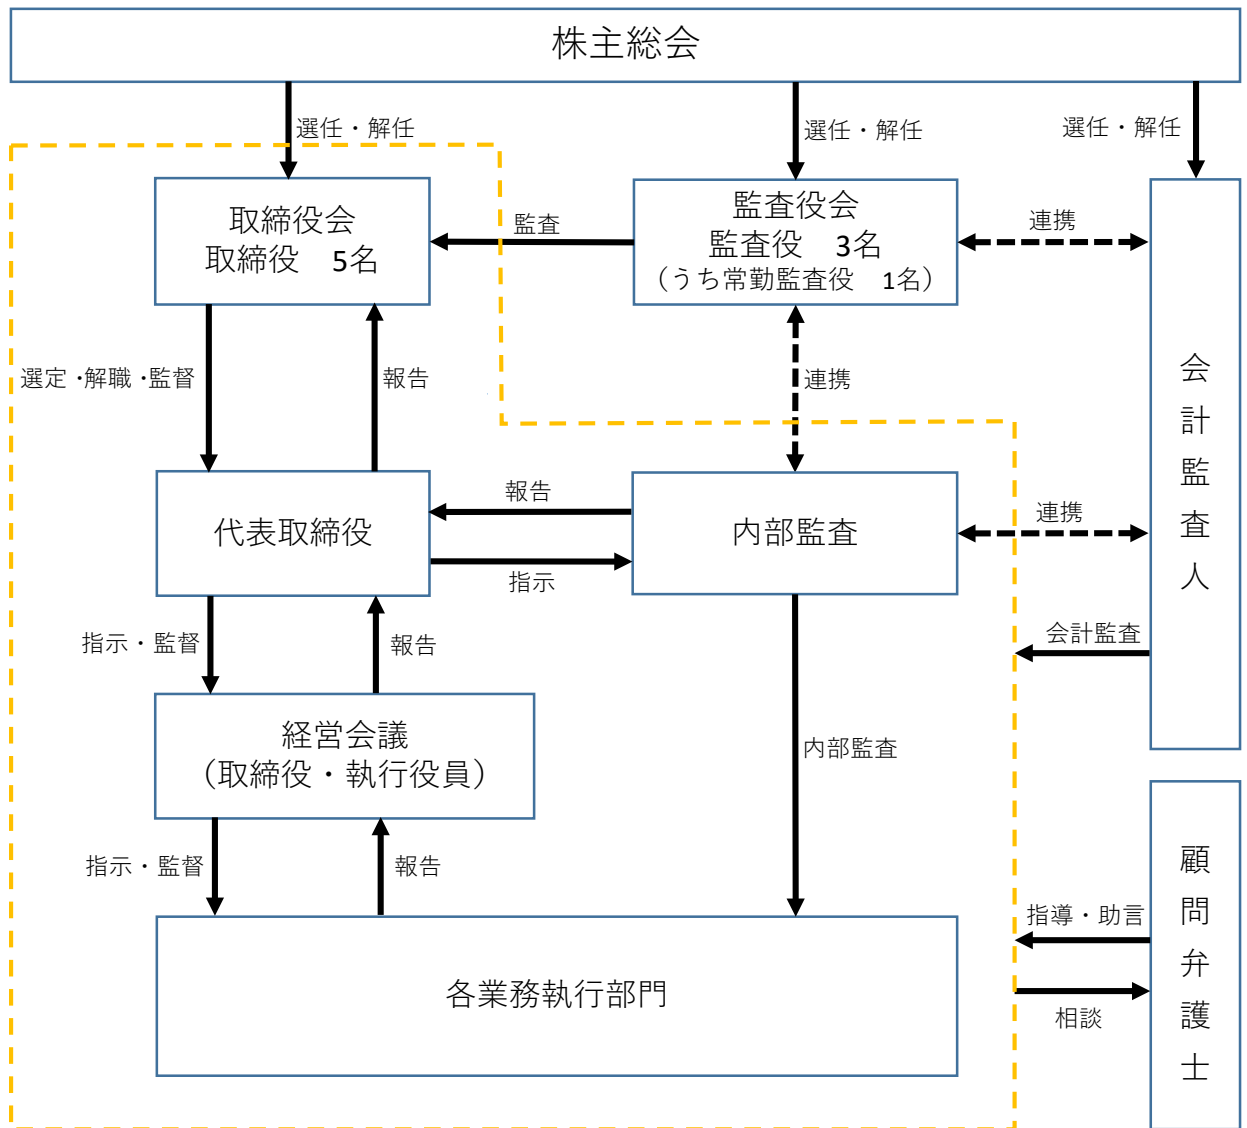 株主総会
選任・解任
選任・解任
選任・解任
取締役会
取締役　5名
監査
監査役会
監査役　3名
（うち常勤監査役　1名）
連携
会計監査人
選定・解職・監督
報告
連携
代表取締役
報告
指示
内部監査
連携
指示・監督
報告
会計監査
経営会議
（取締役・執行役員）
内部監査
指示・監督
報告
各業務執行部門
指導・助言
相談
顧問弁護士